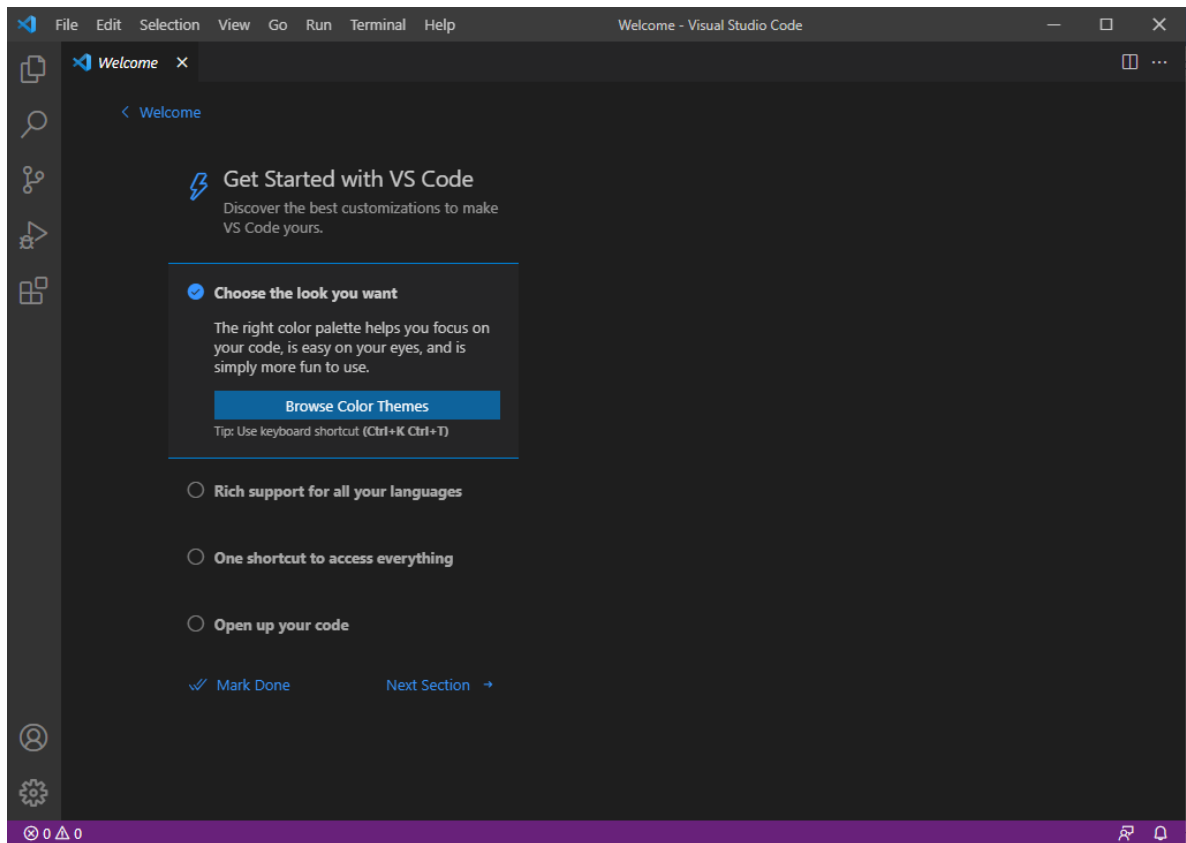 File Edit Selection View Go Run Terminal Help Welcome - Visual Studio Code
Welcome
Welcome
Get Started with VS Code
Discover the best customizations to make
VS Code yours.
Choose the look you want
The right color palette helps you focus on
your code, is easy on your eyes, and is
simply more fun to use.
Browse Color Themes
Tip: Use keyboard shortcut (Ctrl+K Ctrl+T)
Rich support for all your languages
One shortcut to access everything
Open up your code
Mark Done Next Section →
0 0